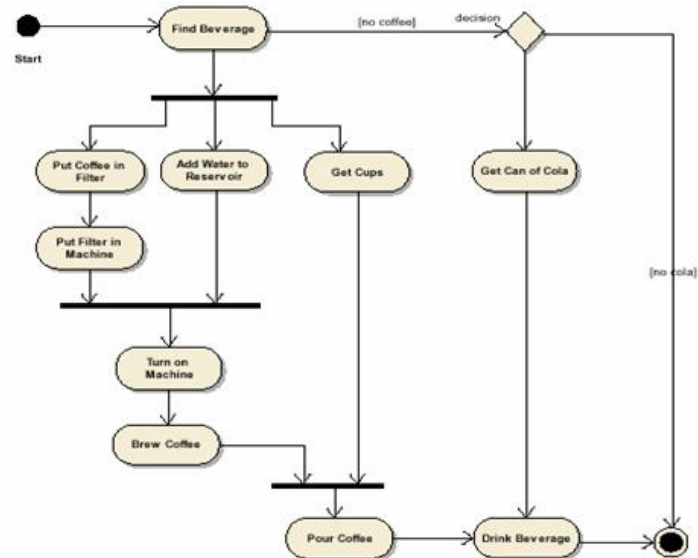 Start
Find Beverage
[no coffee]
decision
Put Coffee in
Filter
Add Water to
Reservoir
Get Cups
Get Can of Cola
Put Filter in
Machine
[no cola]
Turn on
Machine
Brew Coffee
Pour Coffee
Drink Beverage